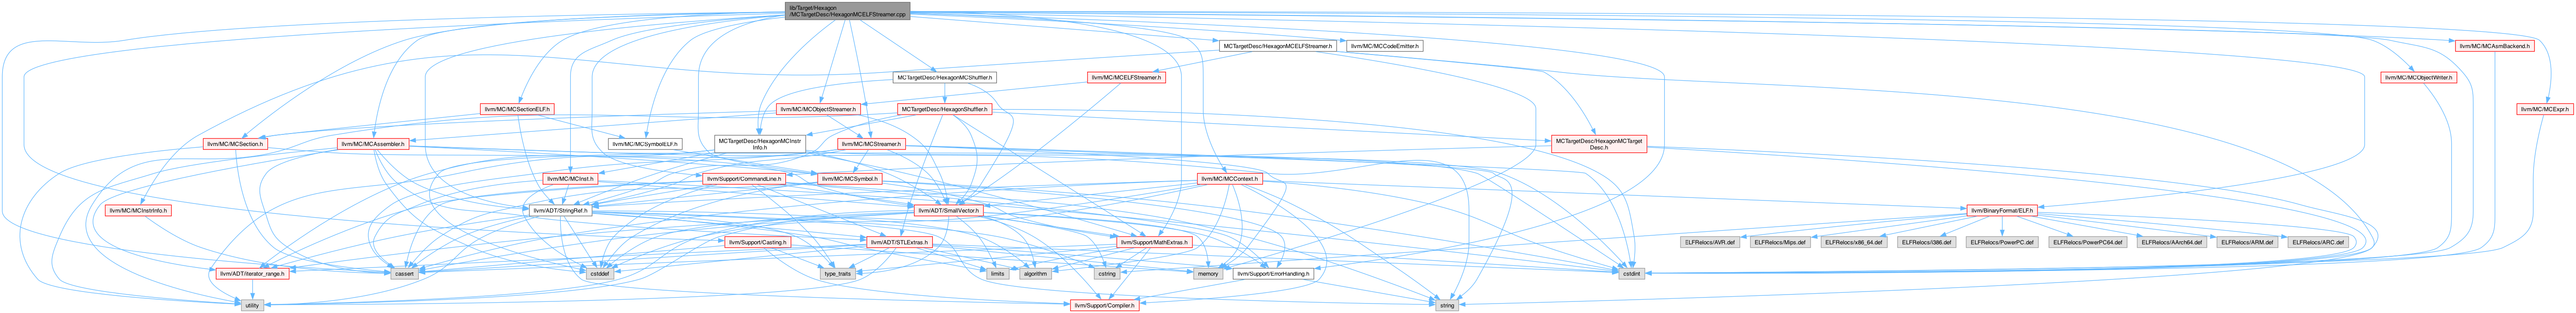 lib/Target/Hexagon
/MCTargetDesc/HexagonMCELFStreamer.cpp
MCTargetDesc/HexagonMCELFStreamer.h
llvm/MC/MCCodeEmitter.h
llvm/MC/MCAsmBackend.h
MCTargetDesc/HexagonMCShuffler.h
llvm/MC/MCELFStreamer.h
llvm/MC/MCObjectWriter.h
llvm/MC/MCSectionELF.h
llvm/MC/MCObjectStreamer.h
MCTargetDesc/HexagonShuffler.h
llvm/MC/MCExpr.h
llvm/MC/MCSection.h
llvm/MC/MCAssembler.h
llvm/MC/MCSymbolELF.h
MCTargetDesc/HexagonMCInstr
Info.h
llvm/MC/MCStreamer.h
MCTargetDesc/HexagonMCTarget
Desc.h
llvm/MC/MCInst.h
llvm/Support/CommandLine.h
llvm/MC/MCSymbol.h
llvm/MC/MCContext.h
llvm/MC/MCInstrInfo.h
llvm/ADT/StringRef.h
llvm/ADT/SmallVector.h
llvm/BinaryFormat/ELF.h
llvm/Support/Casting.h
llvm/ADT/STLExtras.h
llvm/Support/MathExtras.h
ELFRelocs/AVR.def
ELFRelocs/Mips.def
ELFRelocs/x86_64.def
ELFRelocs/i386.def
ELFRelocs/PowerPC.def
ELFRelocs/PowerPC64.def
ELFRelocs/AArch64.def
ELFRelocs/ARM.def
ELFRelocs/ARC.def
llvm/ADT/iterator_range.h
cassert
cstddef
type_traits
limits
algorithm
cstring
memory
llvm/Support/ErrorHandling.h
cstdint
utility
llvm/Support/Compiler.h
string